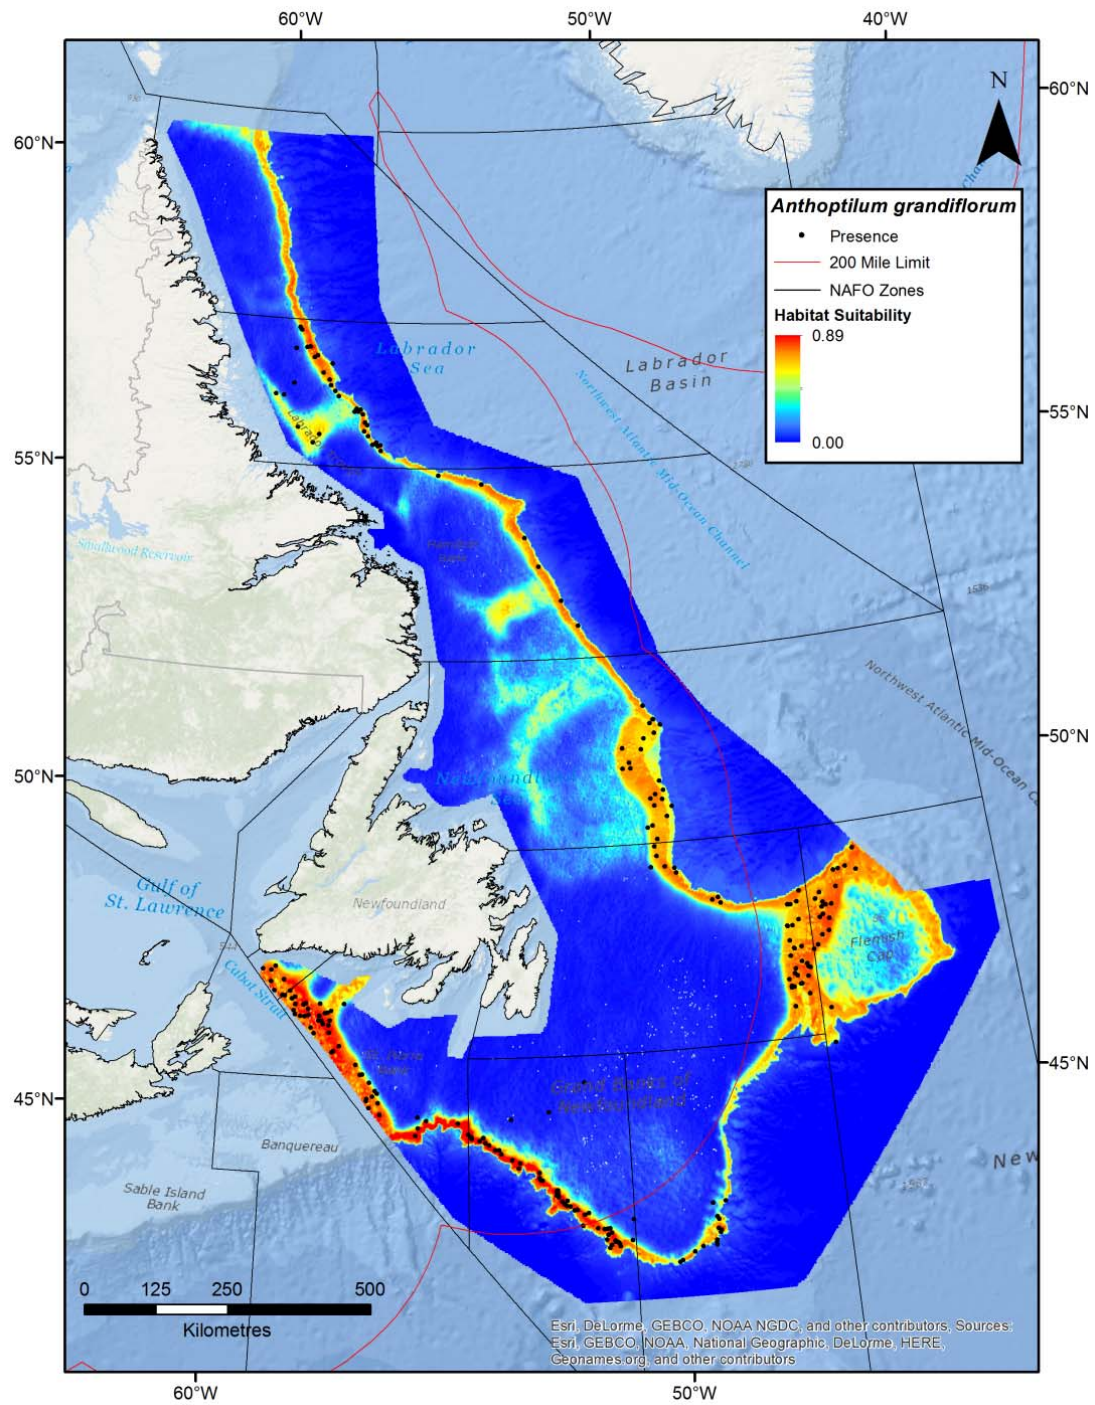 60°W
50°W
40°W
N
60°N
60°N
Anthoptilum grandiflorum
Presence
200 Mile Limit
NAFO Zones
Habitat Suitability
0.89
0.00
Labrador
Sea
Labrador
Basin
Northwest Atlantic Mid-Ocean Channel
55°N
55°N
Smallwood Reservoir
Northwest Atlantic Mid-Ocean C
50°N
50°N
Gulf of
St. Lawrence
Newfoundland
Flemish
Cap
Cabot Strait
45°N
45°N
Grand Banks of
Newfoundland
Banquereau
Sable Island
Bank
New
0
125
250
500
Kilometres
Esri, DeLorme, GEBCO, NOAA NGDC, and other contributors, Sources:
Esri, GEBCO, NOAA, National Geographic, DeLorme, HERE,
Geonames.org, and other contributors
60°W
50°W